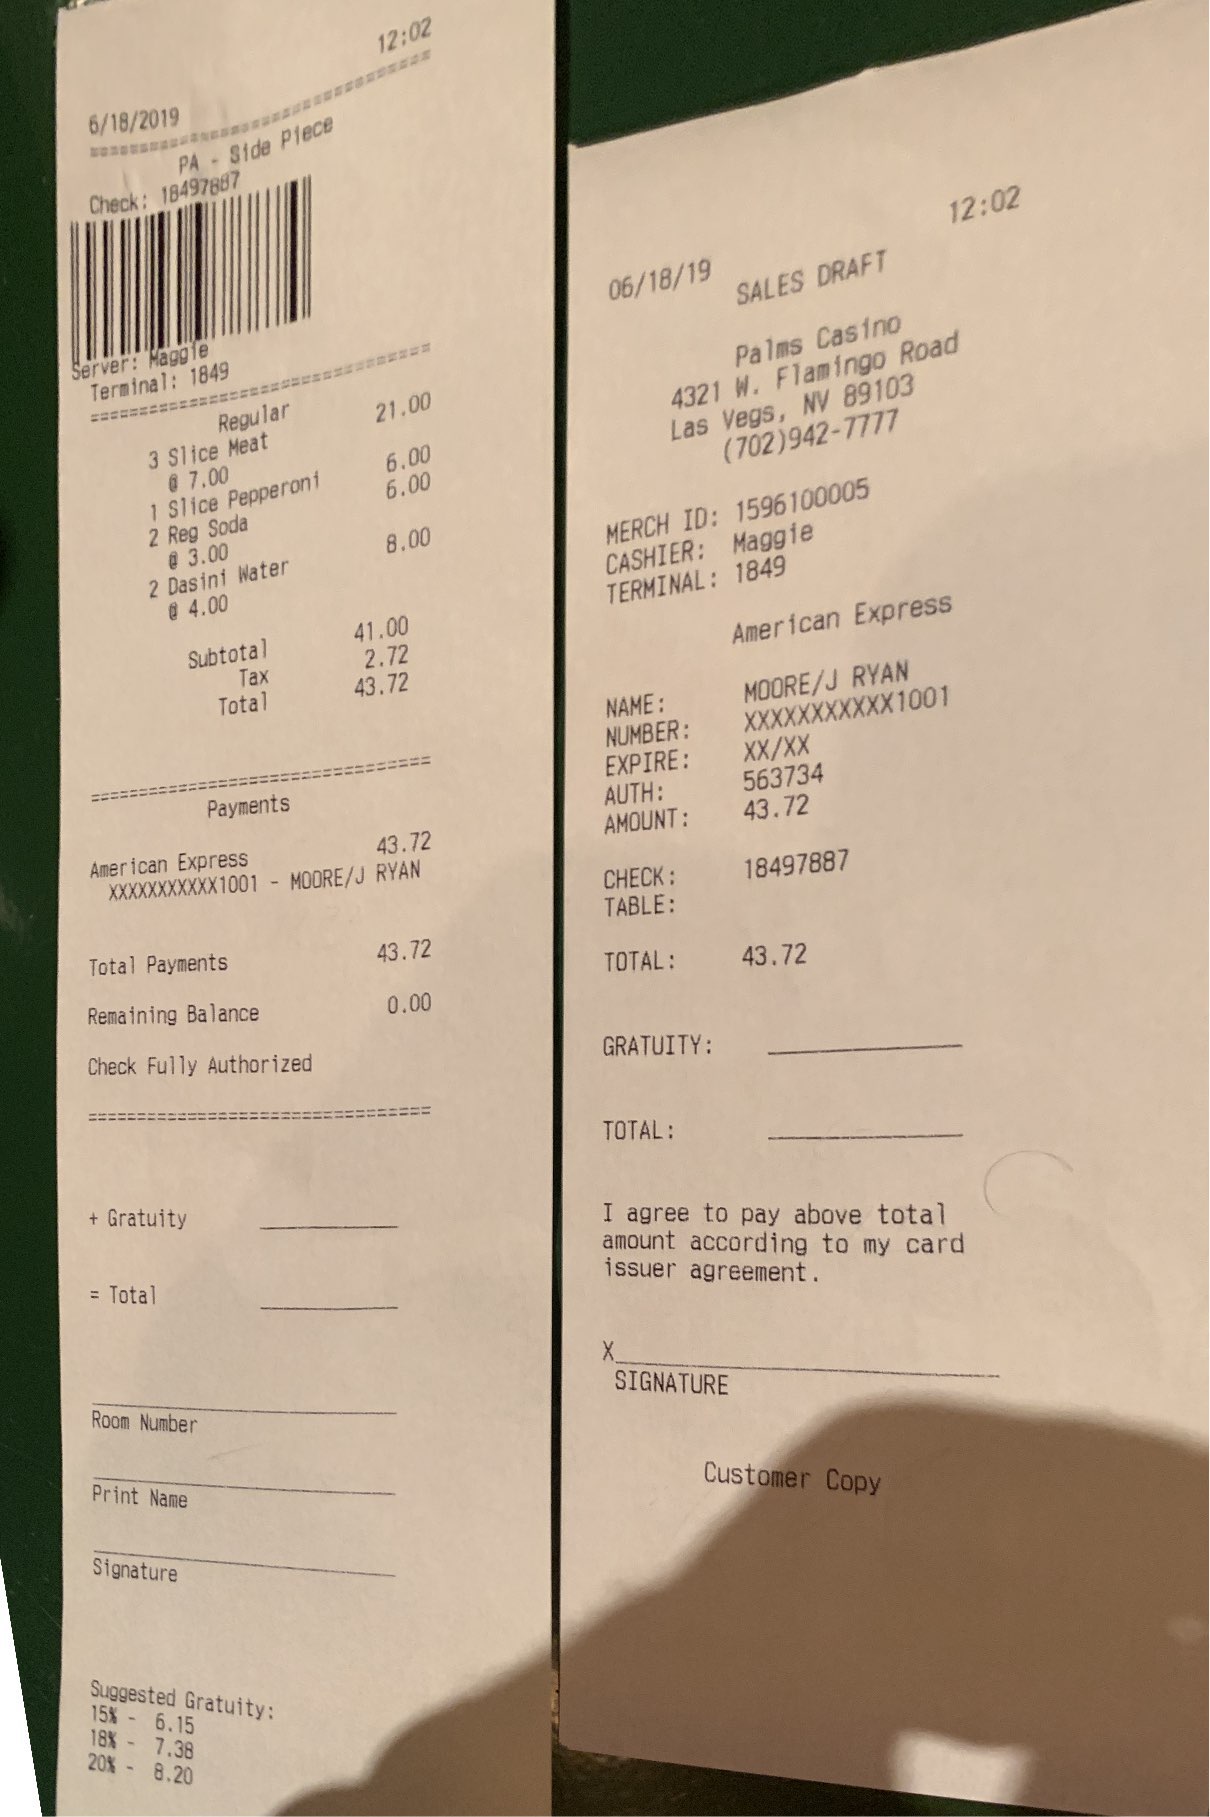 12:02
6/18/2019
================================
PA - Side Piece
Check: 18497887
Server: Maggie
Terminal: 1849
================================
Regular
3 Slice Meat 21.00
@ 7.00
1 Slice Pepperoni 6.00
2 Reg Soda 6.00
@ 3.00
2 Dasini Water 8.00
@ 4.00
Subtotal 41.00
Tax 2.72
Total 43.72
================================
Payments
American Express 43.72
XXXXXXXXXXX1001 - MOORE/J RYAN
Total Payments 43.72
Remaining Balance 0.00
Check Fully Authorized
================================
+ Gratuity
= Total
Room Number
Print Name
Signature
Suggested Gratuity:
15% - 6.15
18% - 7.38
20% - 8.20
12:02
06/18/19
SALES DRAFT
Palms Casino
4321 W. Flamingo Road
Las Vegs, NV 89103
(702)942-7777
MERCH ID: 1596100005
CASHIER: Maggie
TERMINAL: 1849
American Express
NAME: MOORE/J RYAN
NUMBER: XXXXXXXXXXX1001
EXPIRE: XX/XX
AUTH: 563734
AMOUNT: 43.72
CHECK: 18497887
TABLE:
TOTAL: 43.72
GRATUITY:
TOTAL:
I agree to pay above total
amount according to my card
issuer agreement.
X
SIGNATURE
Customer Copy